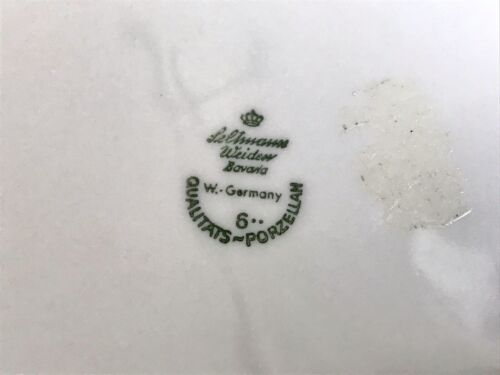 Seltmann
Weiden
Bavaria
W.-Germany
6..
QUALITÄTS~PORZELLAN